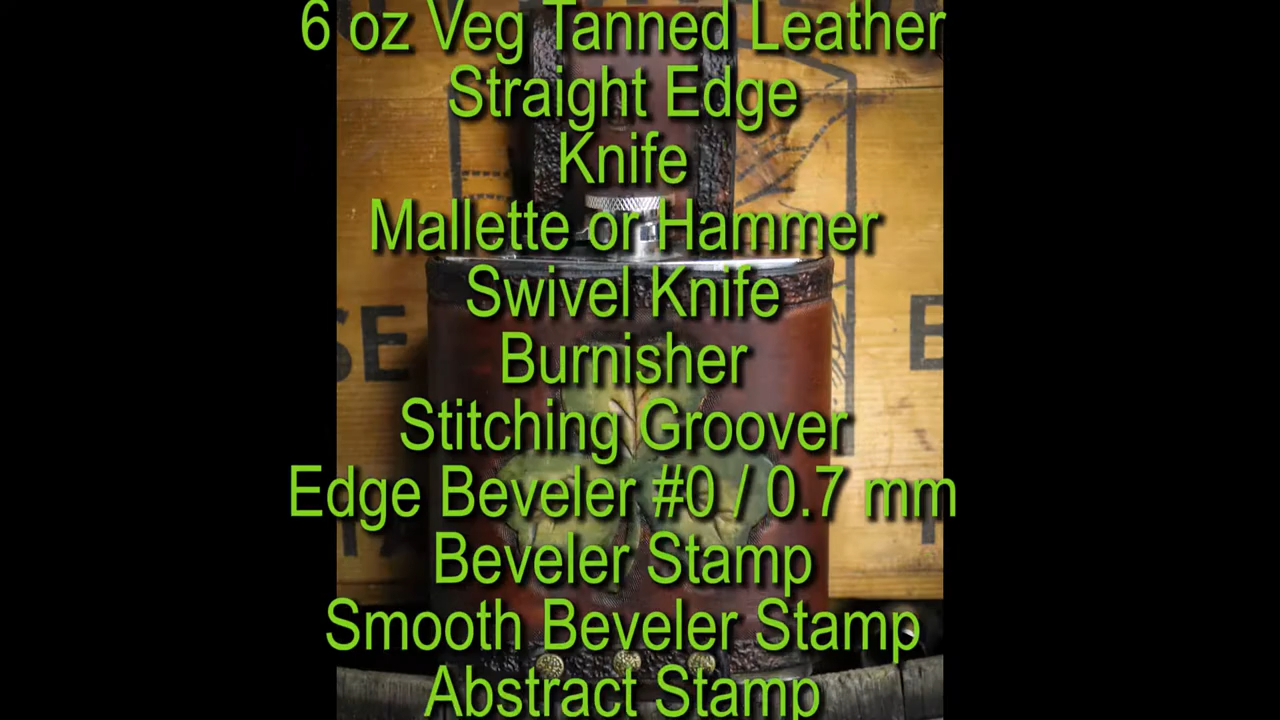 6 oz Veg Tanned Leather
Straight Edge
Knife
Mallette or Hammer
Swivel Knife
Burnisher
Stitching Groover
Edge Beveler #0 / 0.7 mm
Beveler Stamp
Smooth Beveler Stamp
Abstract Stamp